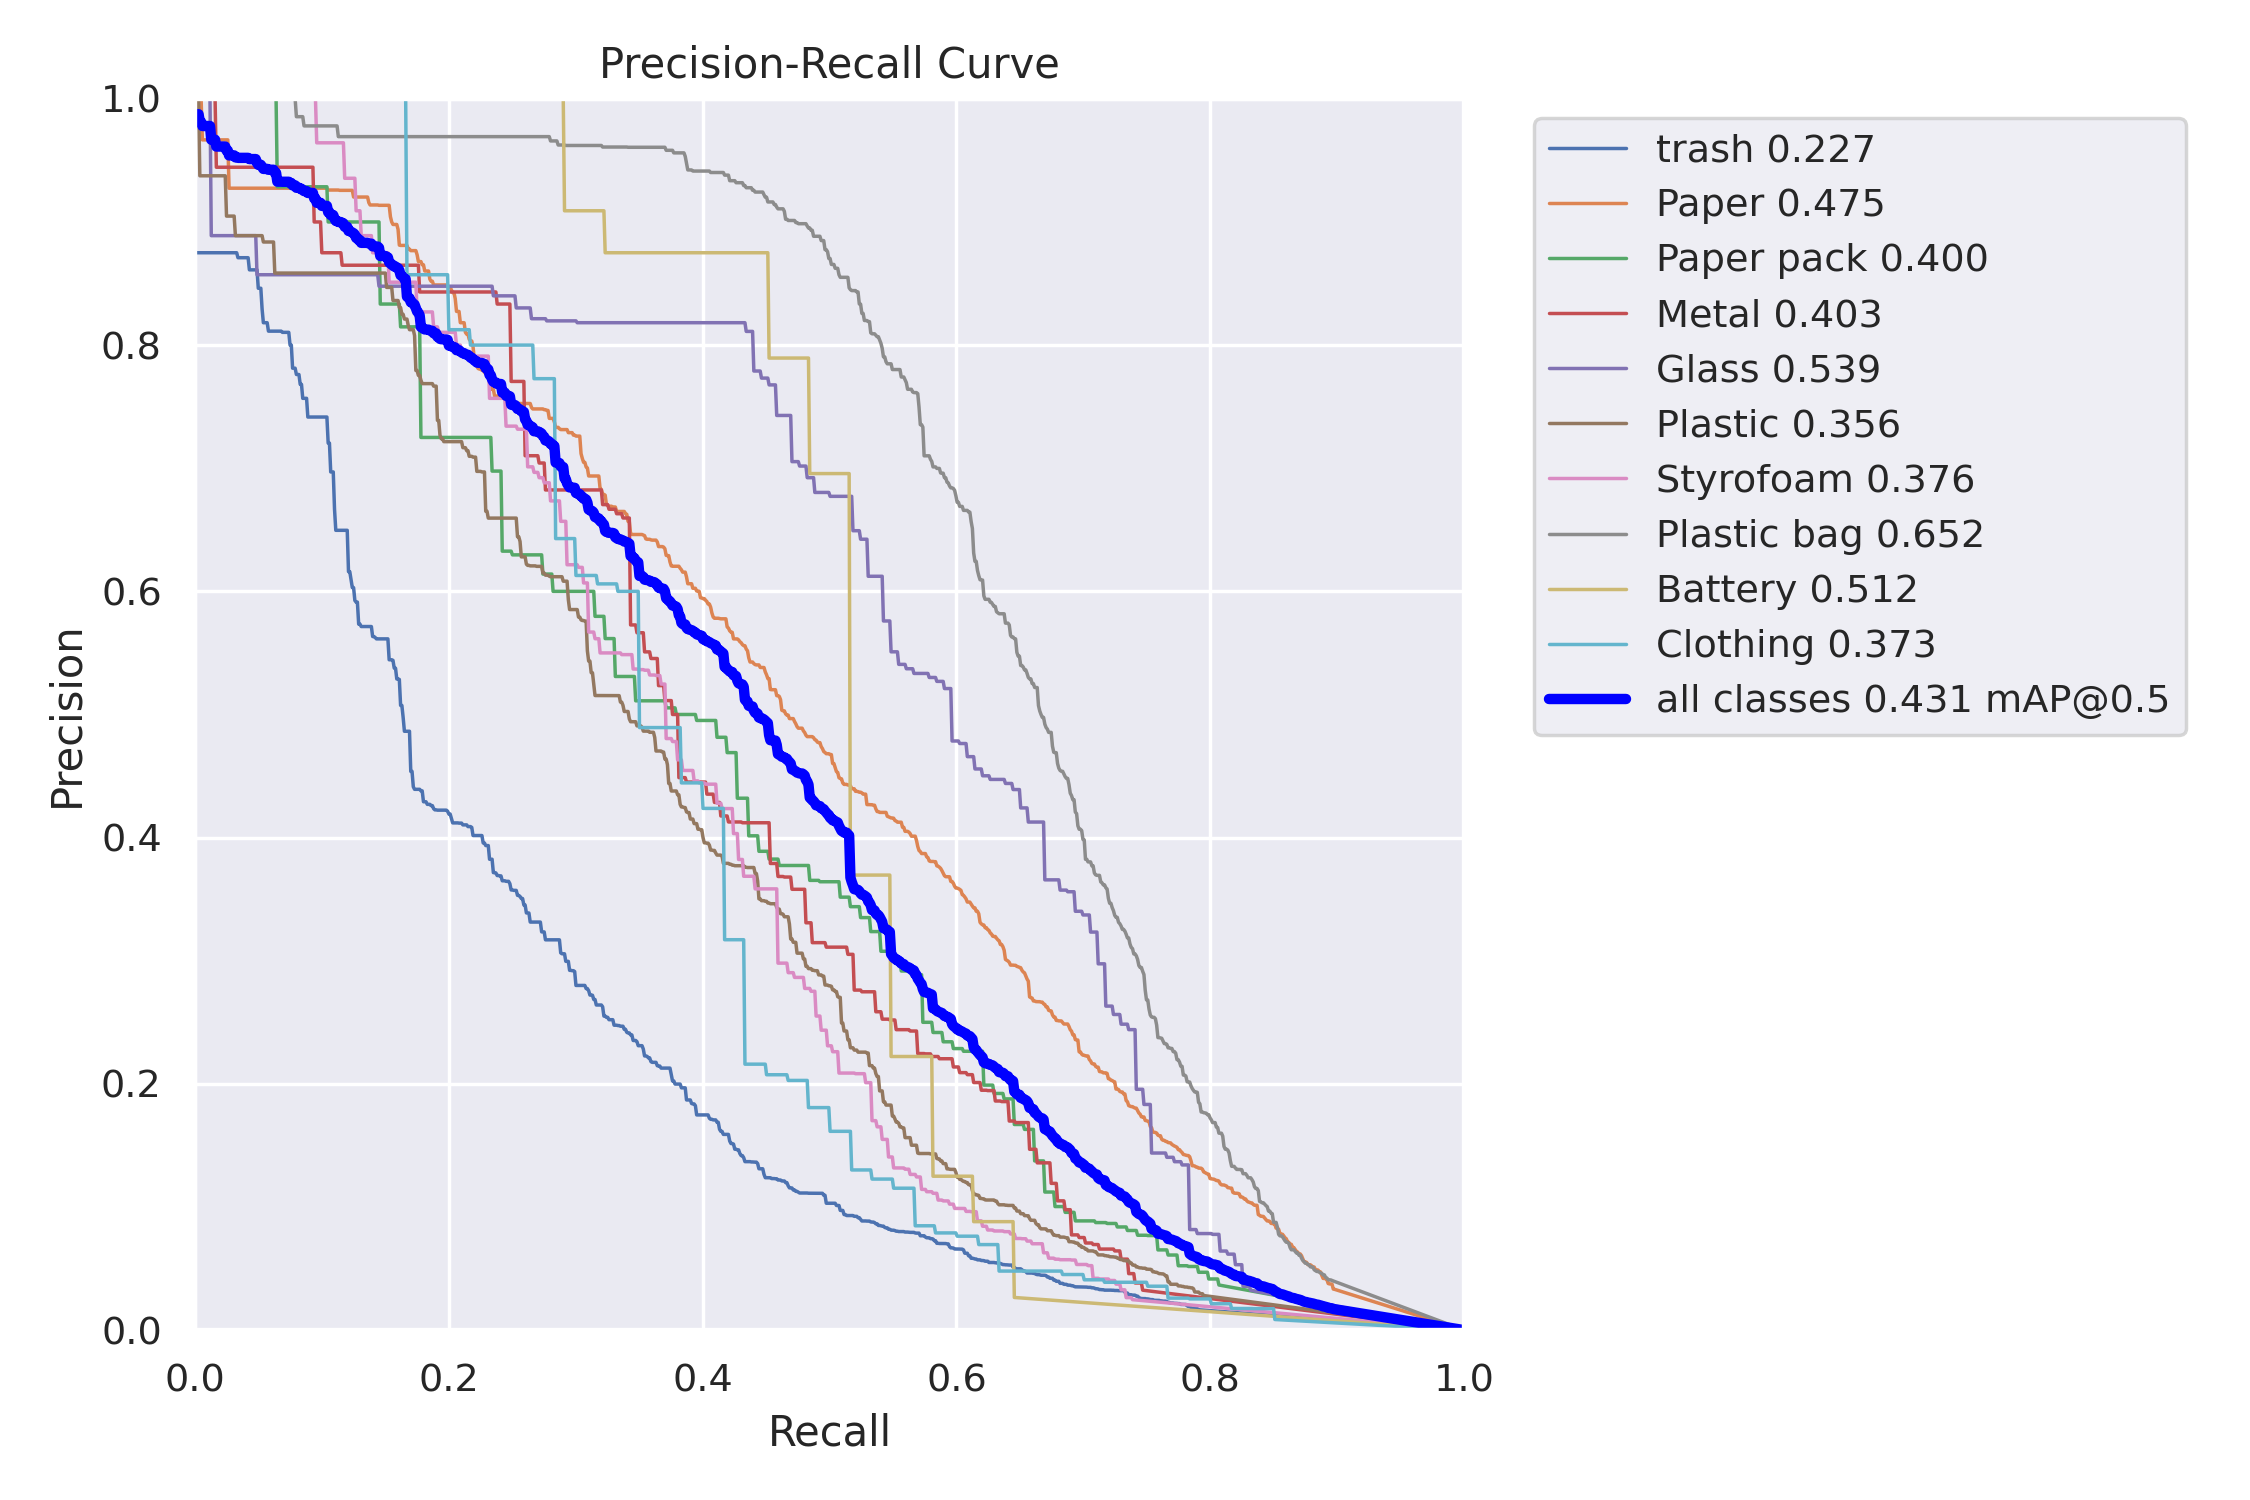 Precision-Recall Curve
1.0
0.8
0.6
0.4
0.2
0.0
Precision
0.0 0.2 0.4 0.6 0.8 1.0
Recall
trash 0.227
Paper 0.475
Paper pack 0.400
Metal 0.403
Glass 0.539
Plastic 0.356
Styrofoam 0.376
Plastic bag 0.652
Battery 0.512
Clothing 0.373
all classes 0.431 mAP@0.5